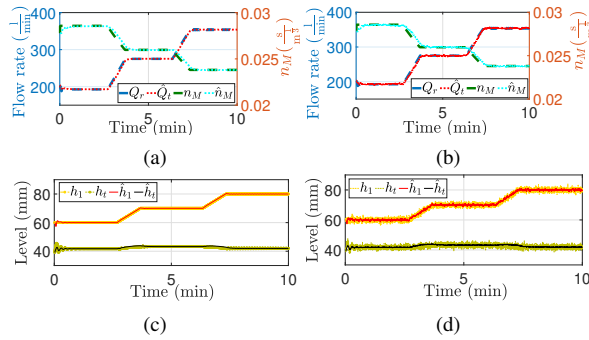 400
300
200
0.03
0.025
0.02
0
5
10
Flow rate (1/min)
n_M (s/m^{1/3})
Q_r Q̂_t n_M n̂_M
Time (min)
(a)
400
300
200
0.03
0.025
0.02
0
5
10
Flow rate (1/min)
Q_r Q̂_t n_M n̂_M
Time (min)
(b)
h_1 h_t ĥ_1 ĥ_t
80
60
40
Level (mm)
0
5
10
Time (min)
(c)
h_1 h_t ĥ_1 ĥ_t
80
60
40
Level (mm)
0
5
10
Time (min)
(d)